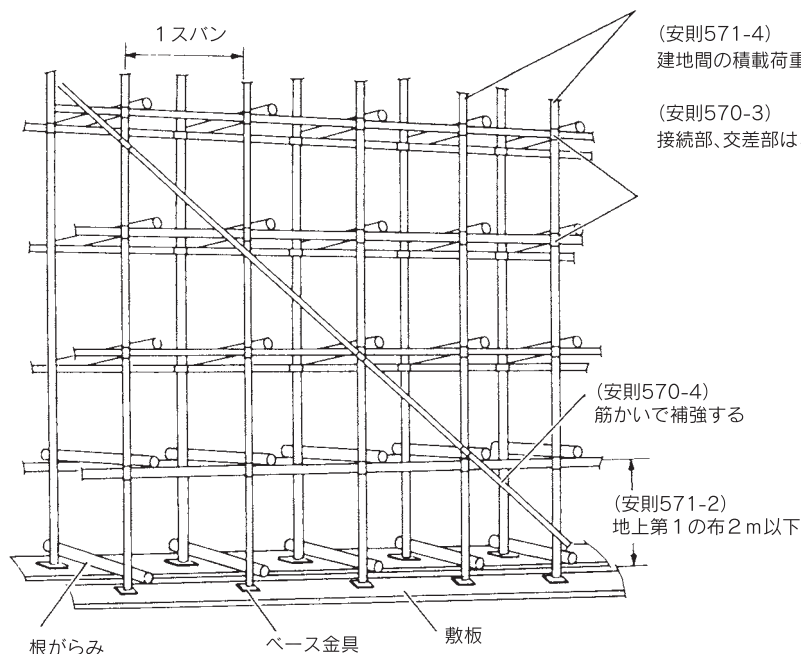 1スパン
(安則571-4)
建地間の積載荷重
(安則570-3)
接続部、交差部は
(安則570-4)
筋かいで補強する
(安則571-2)
地上第1の布2m以下
根がらみ
ベース金具
敷板